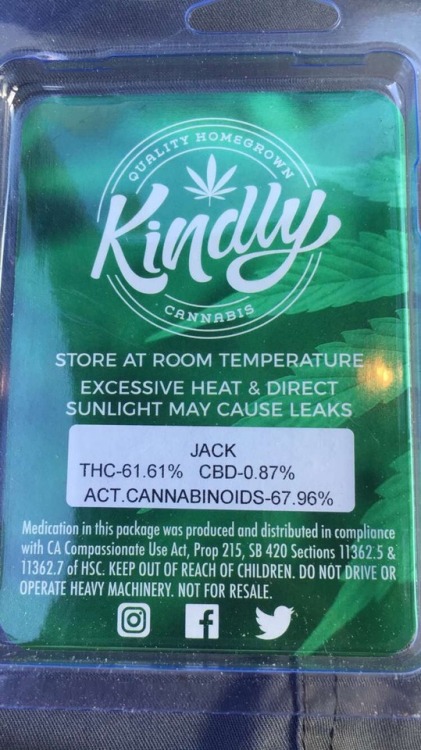 QUALITY HOMEGROWN
Kindly
CANNABIS
STORE AT ROOM TEMPERATURE
EXCESSIVE HEAT & DIRECT
SUNLIGHT MAY CAUSE LEAKS
JACK
THC-61.61% CBD-0.87%
ACT.CANNABINOIDS-67.96%
Medication in this package was produced and distributed in compliance
with CA Compassionate Use Act, Prop 215, SB 420 Sections 11362.5 &
11362.7 of HSC. KEEP OUT OF REACH OF CHILDREN. DO NOT DRIVE OR
OPERATE HEAVY MACHINERY. NOT FOR RESALE.